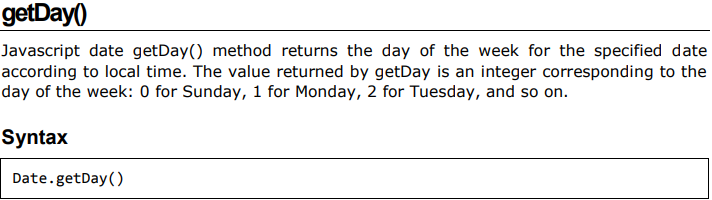 getDay()
Javascript date getDay() method returns the day of the week for the specified date
according to local time. The value returned by getDay is an integer corresponding to the
day of the week: 0 for Sunday, 1 for Monday, 2 for Tuesday, and so on.
Syntax
Date.getDay()